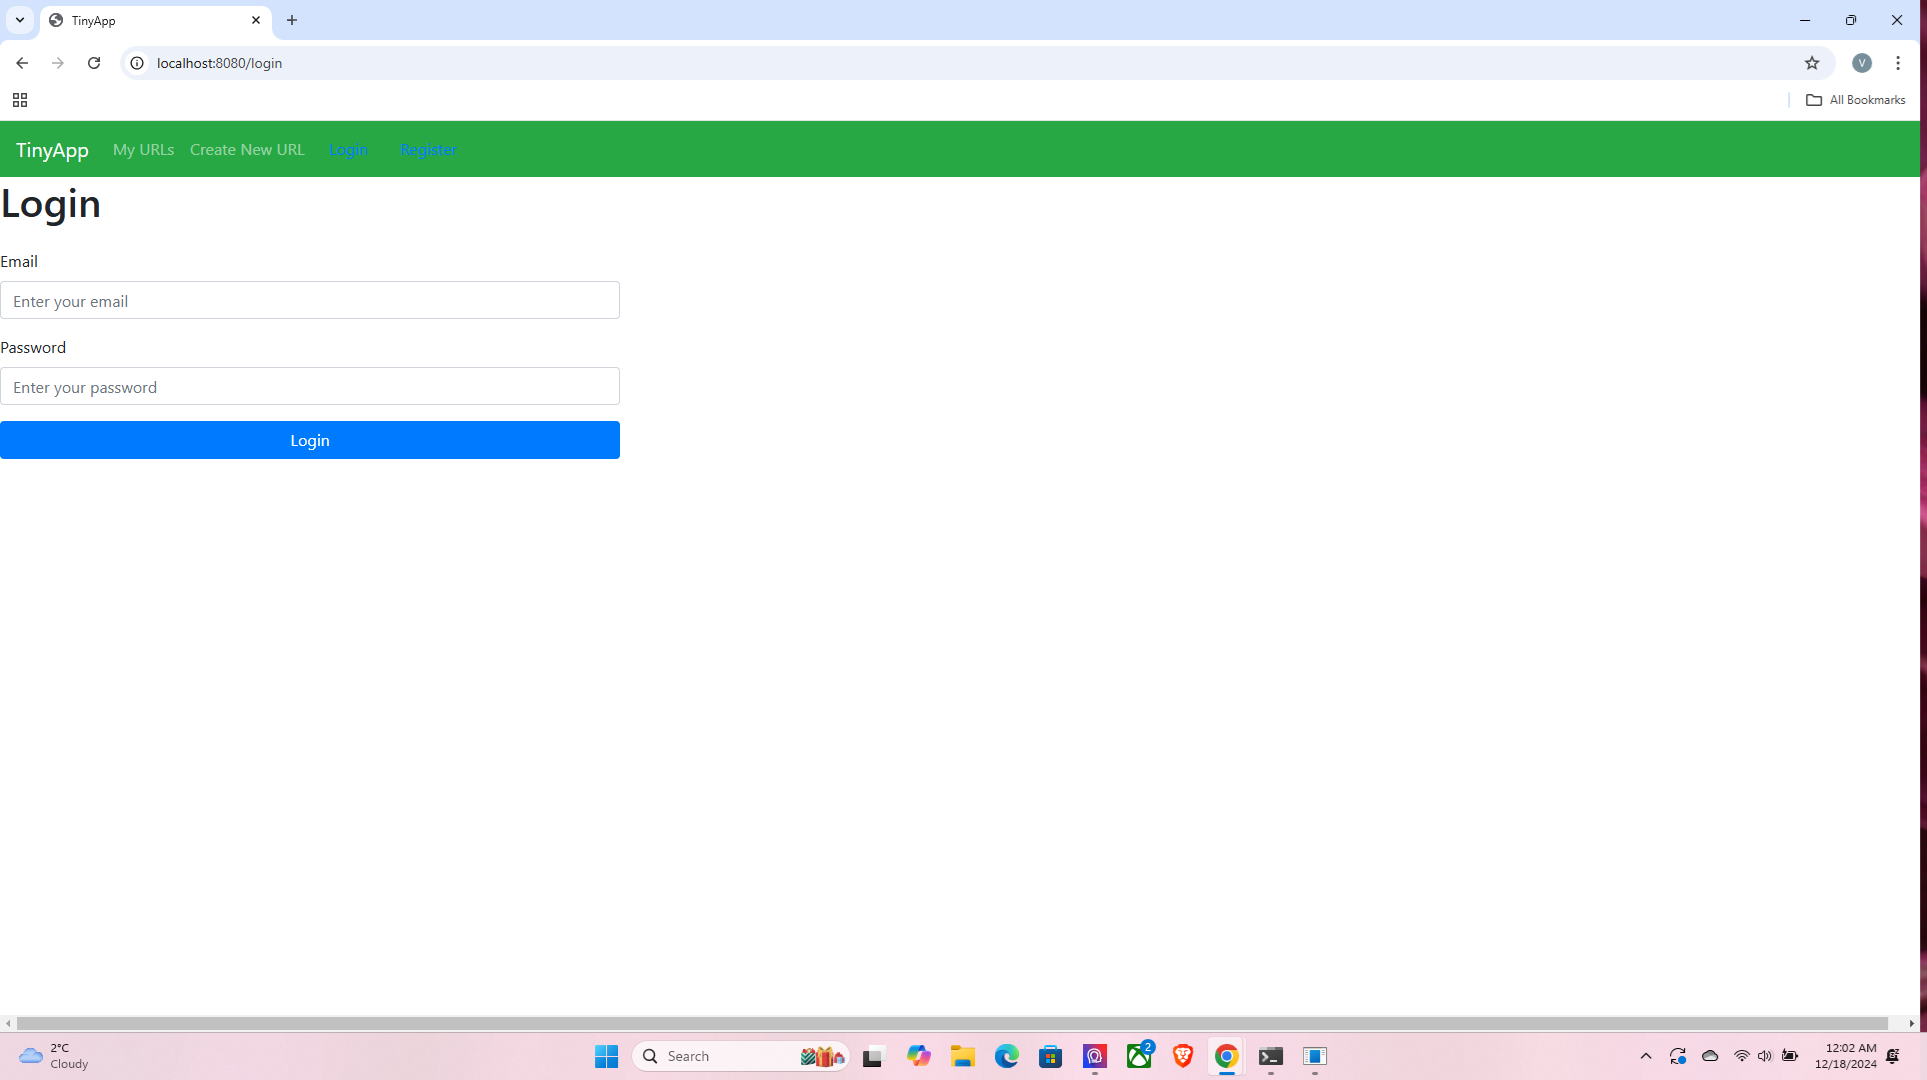 TinyApp
localhost:8080/login
All Bookmarks
TinyApp My URLs Create New URL Login Register
Login
Email
Enter your email
Password
Enter your password
Login
2°C
Cloudy
Search
2
12:02 AM
12/18/2024
V